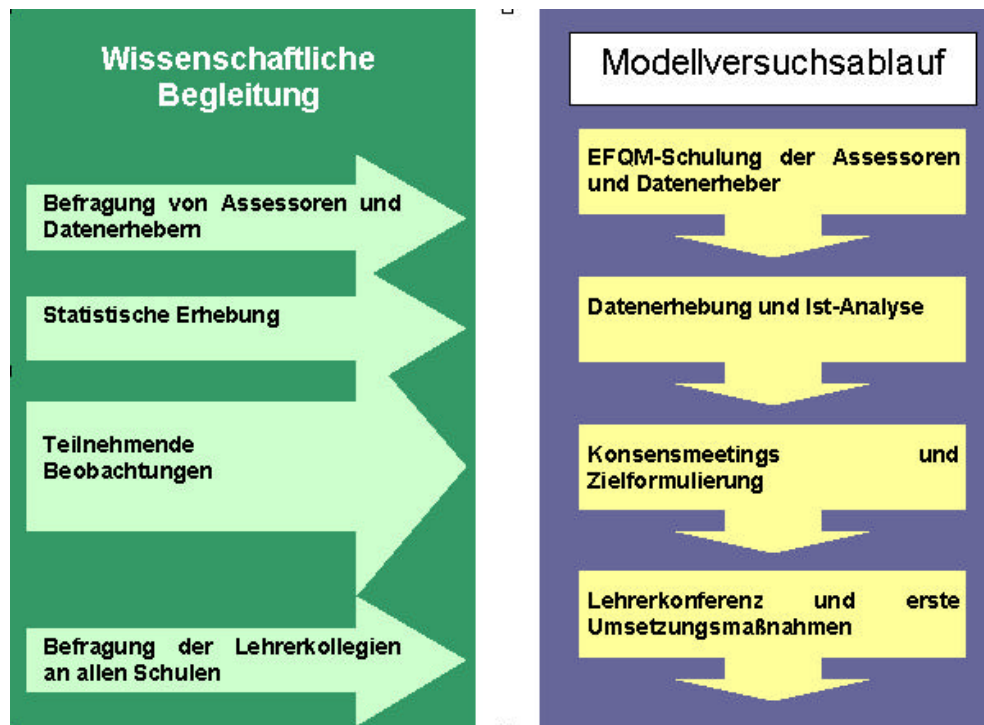 Wissenschaftliche
Begleitung
Befragung von Assessoren und
Datenerhebern
Statistische Erhebung
Teilnehmende
Beobachtungen
Befragung der Lehrerkollegien
an allen Schulen
Modellversuchsablauf
EFQM-Schulung der Assessoren
und Datenerheber
Datenerhebung und Ist-Analyse
Konsensmeetings und
Zielformulierung
Lehrerkonferenz und erste
Umsetzungsmaßnahmen